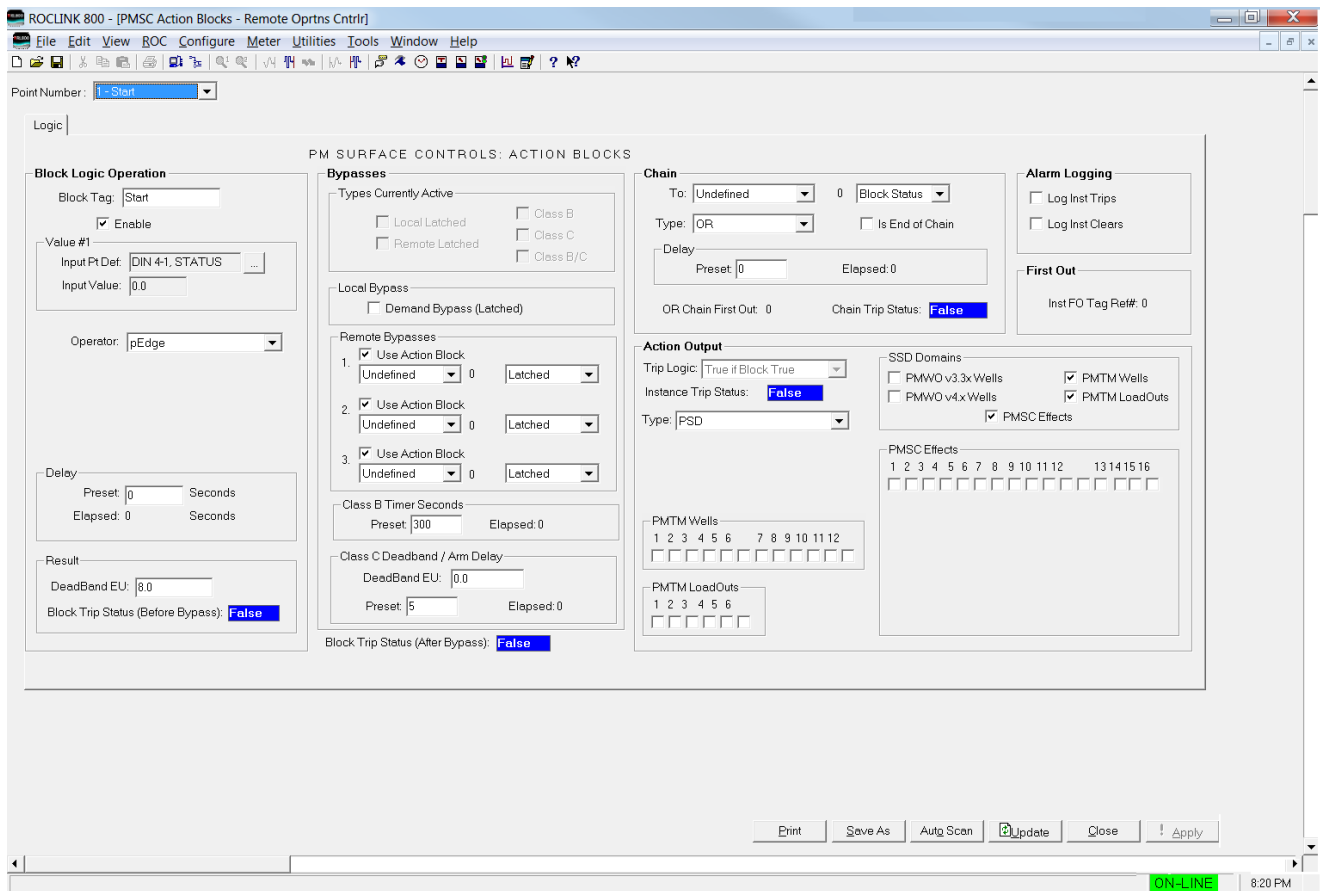 ROCLINK 800 - [PMSC Action Blocks - Remote Oprtns Cntrlr]
File Edit View ROC Configure Meter Utilities Tools Window Help
Point Number : 1 - Start
Logic
PM SURFACE CONTROLS: ACTION BLOCKS
Block Logic Operation
Block Tag: Start
Enable
Value #1
Input Pt Def: DIN 4-1, STATUS ...
Input Value: 0.0
Operator: pEdge
Delay
Preset: 0 Seconds
Elapsed: 0 Seconds
Result
DeadBand EU: 8.0
Block Trip Status (Before Bypass): False
Bypasses
Types Currently Active
Local Latched
Remote Latched
Class B
Class C
Class B/C
Local Bypass
Demand Bypass (Latched)
Remote Bypasses
1. Use Action Block
Undefined 0 Latched
2. Use Action Block
Undefined 0 Latched
3. Use Action Block
Undefined 0 Latched
Class B Timer Seconds
Preset: 300 Elapsed: 0
Class C Deadband / Arm Delay
DeadBand EU: 0.0
Preset: 5 Elapsed: 0
Block Trip Status (After Bypass): False
Chain
To: Undefined 0 Block Status
Type: OR Is End of Chain
Delay
Preset: 0 Elapsed: 0
OR Chain First Out: 0 Chain Trip Status: False
Alarm Logging
Log Inst Trips
Log Inst Clears
First Out
Inst FO Tag Ref#: 0
Action Output
Trip Logic: True if Block True
Instance Trip Status: False
Type: PSD
SSD Domains
PMWO v3.3x Wells PMTM Wells
PMWO v4.x Wells PMTM LoadOuts
PMSC Effects
PMSC Effects
1 2 3 4 5 6 7 8 9 10 11 12 13 14 15 16
PMTM Wells
1 2 3 4 5 6 7 8 9 10 11 12
PMTM LoadOuts
1 2 3 4 5 6
Print Save As Auto Scan Update Close ! Apply
ON-LINE 8:20 PM